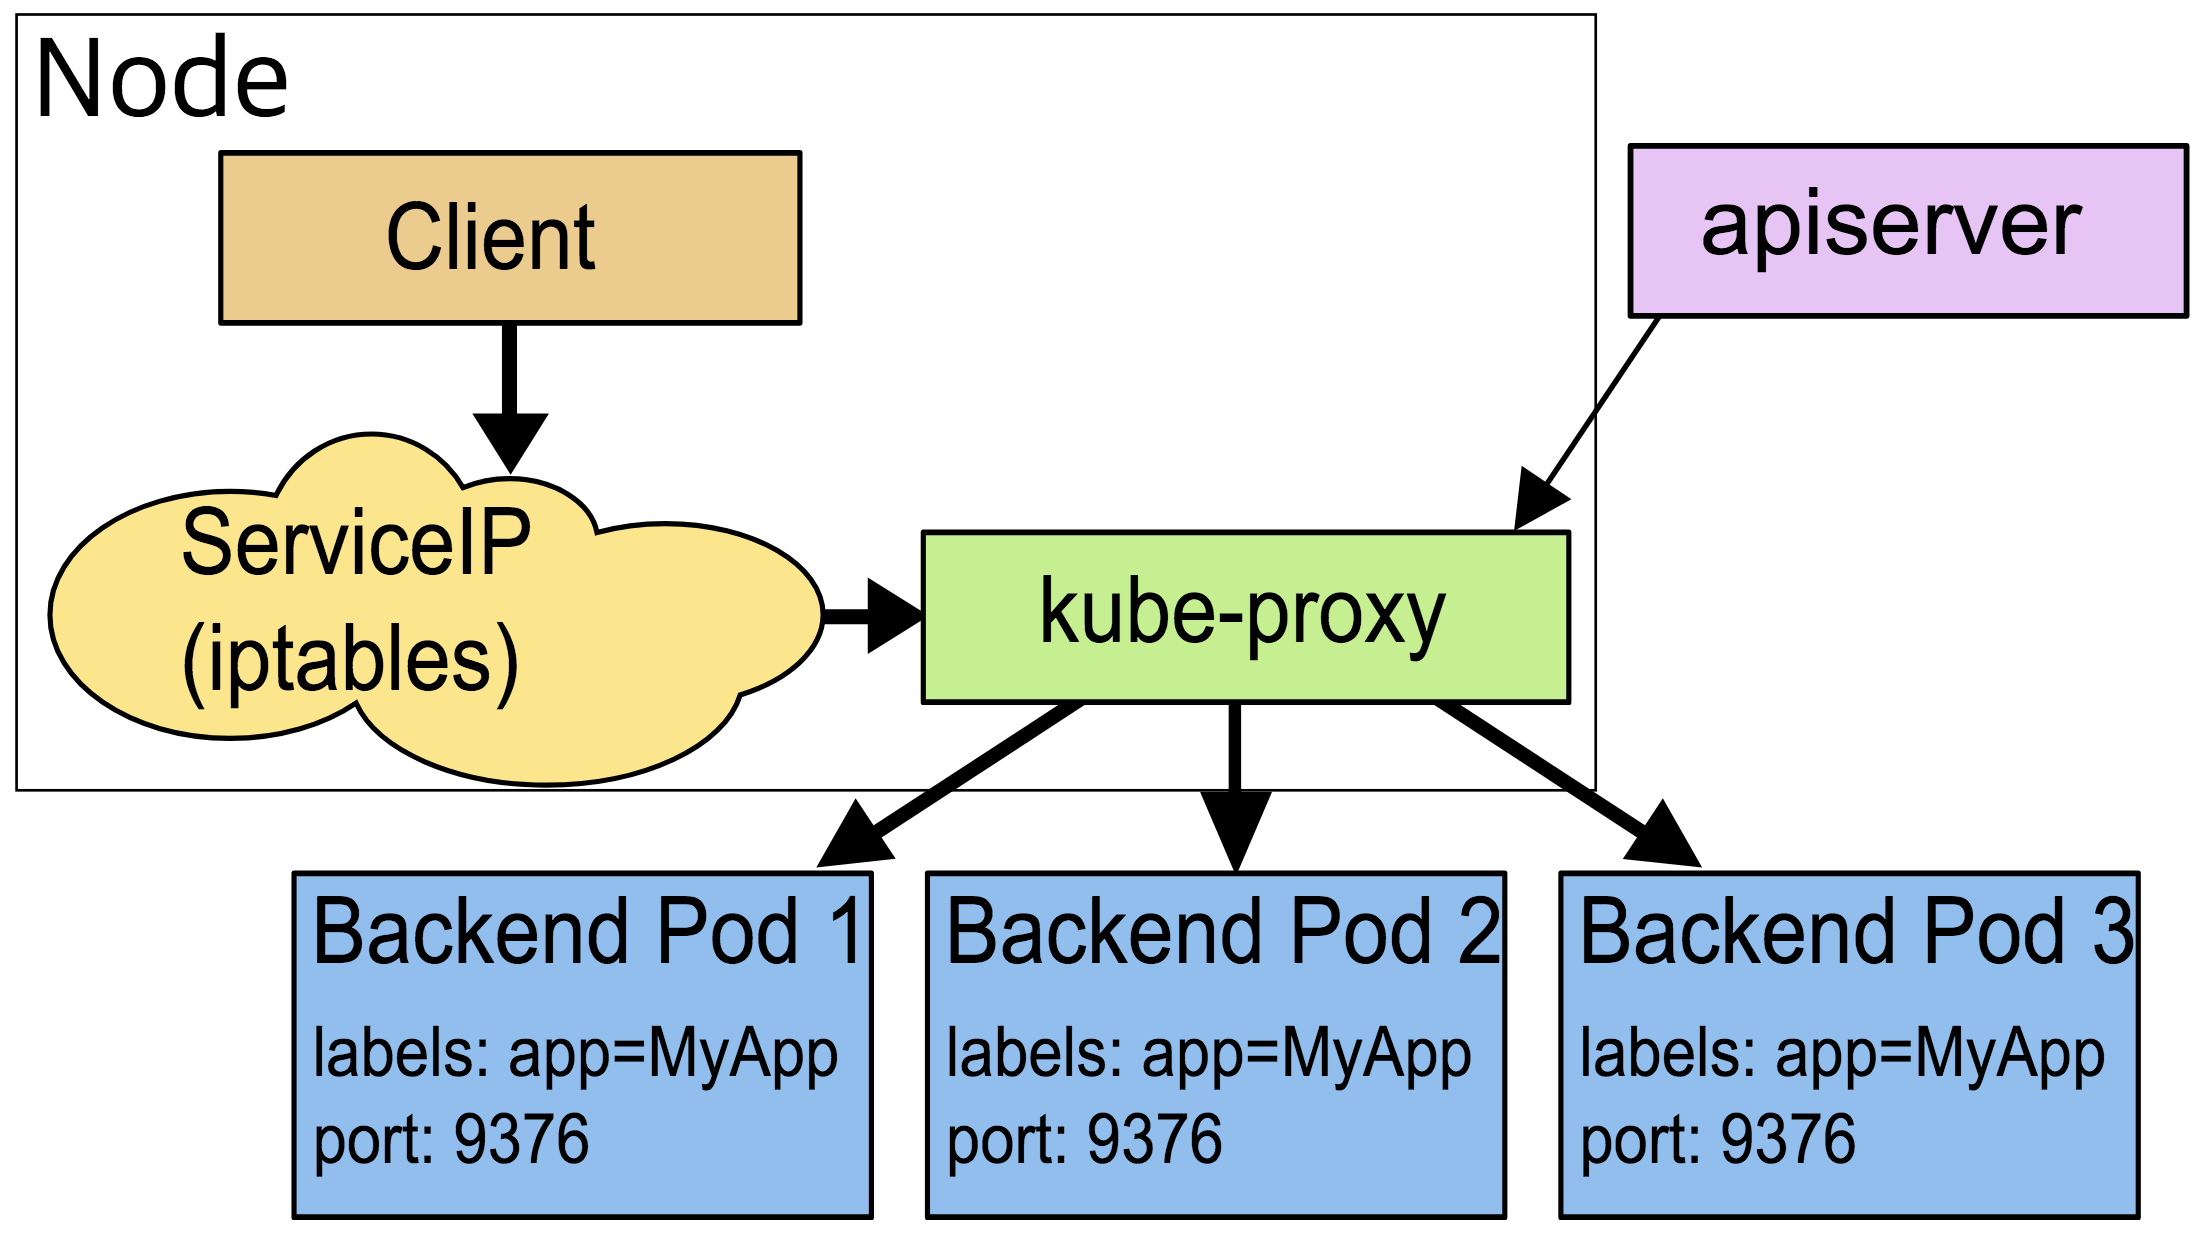 Node
Client
apiserver
ServiceIP
(iptables)
kube-proxy
Backend Pod 1
labels: app=MyApp
port: 9376
Backend Pod 2
labels: app=MyApp
port: 9376
Backend Pod 3
labels: app=MyApp
port: 9376